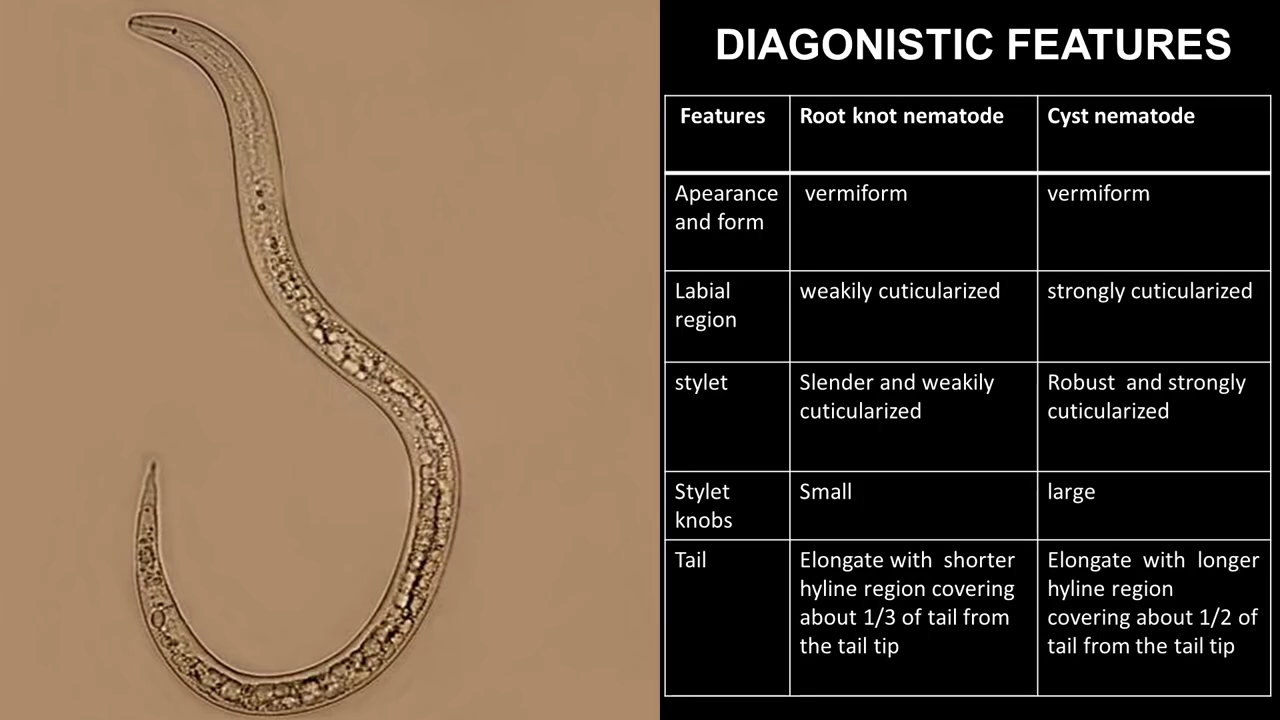 DIAGONISTIC FEATURES
Features
Root knot nematode
Cyst nematode
Apearance
and form
vermiform
vermiform
Labial
region
weakily cuticularized
strongly cuticularized
stylet
Slender and weakily
cuticularized
Robust and strongly
cuticularized
Stylet
knobs
Small
large
Tail
Elongate with shorter
hyline region covering
about 1/3 of tail from
the tail tip
Elongate with longer
hyline region
covering about 1/2 of
tail from the tail tip